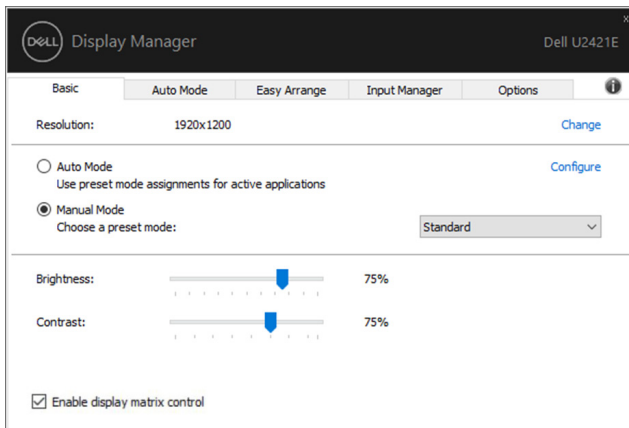 DELL Display Manager Dell U2421E x
Basic Auto Mode Easy Arrange Input Manager Options i
Resolution: 1920x1200 Change
Auto Mode Configure
Use preset mode assignments for active applications
Manual Mode
Choose a preset mode: Standard
Brightness: 75%
Contrast: 75%
Enable display matrix control